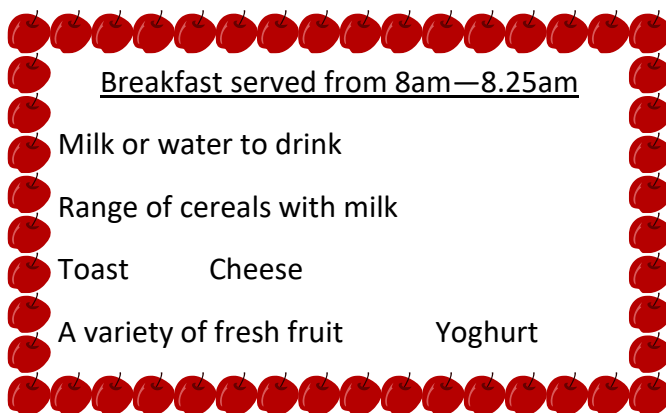 Breakfast served from 8am—8.25am
Milk or water to drink
Range of cereals with milk
Toast Cheese
A variety of fresh fruit Yoghurt